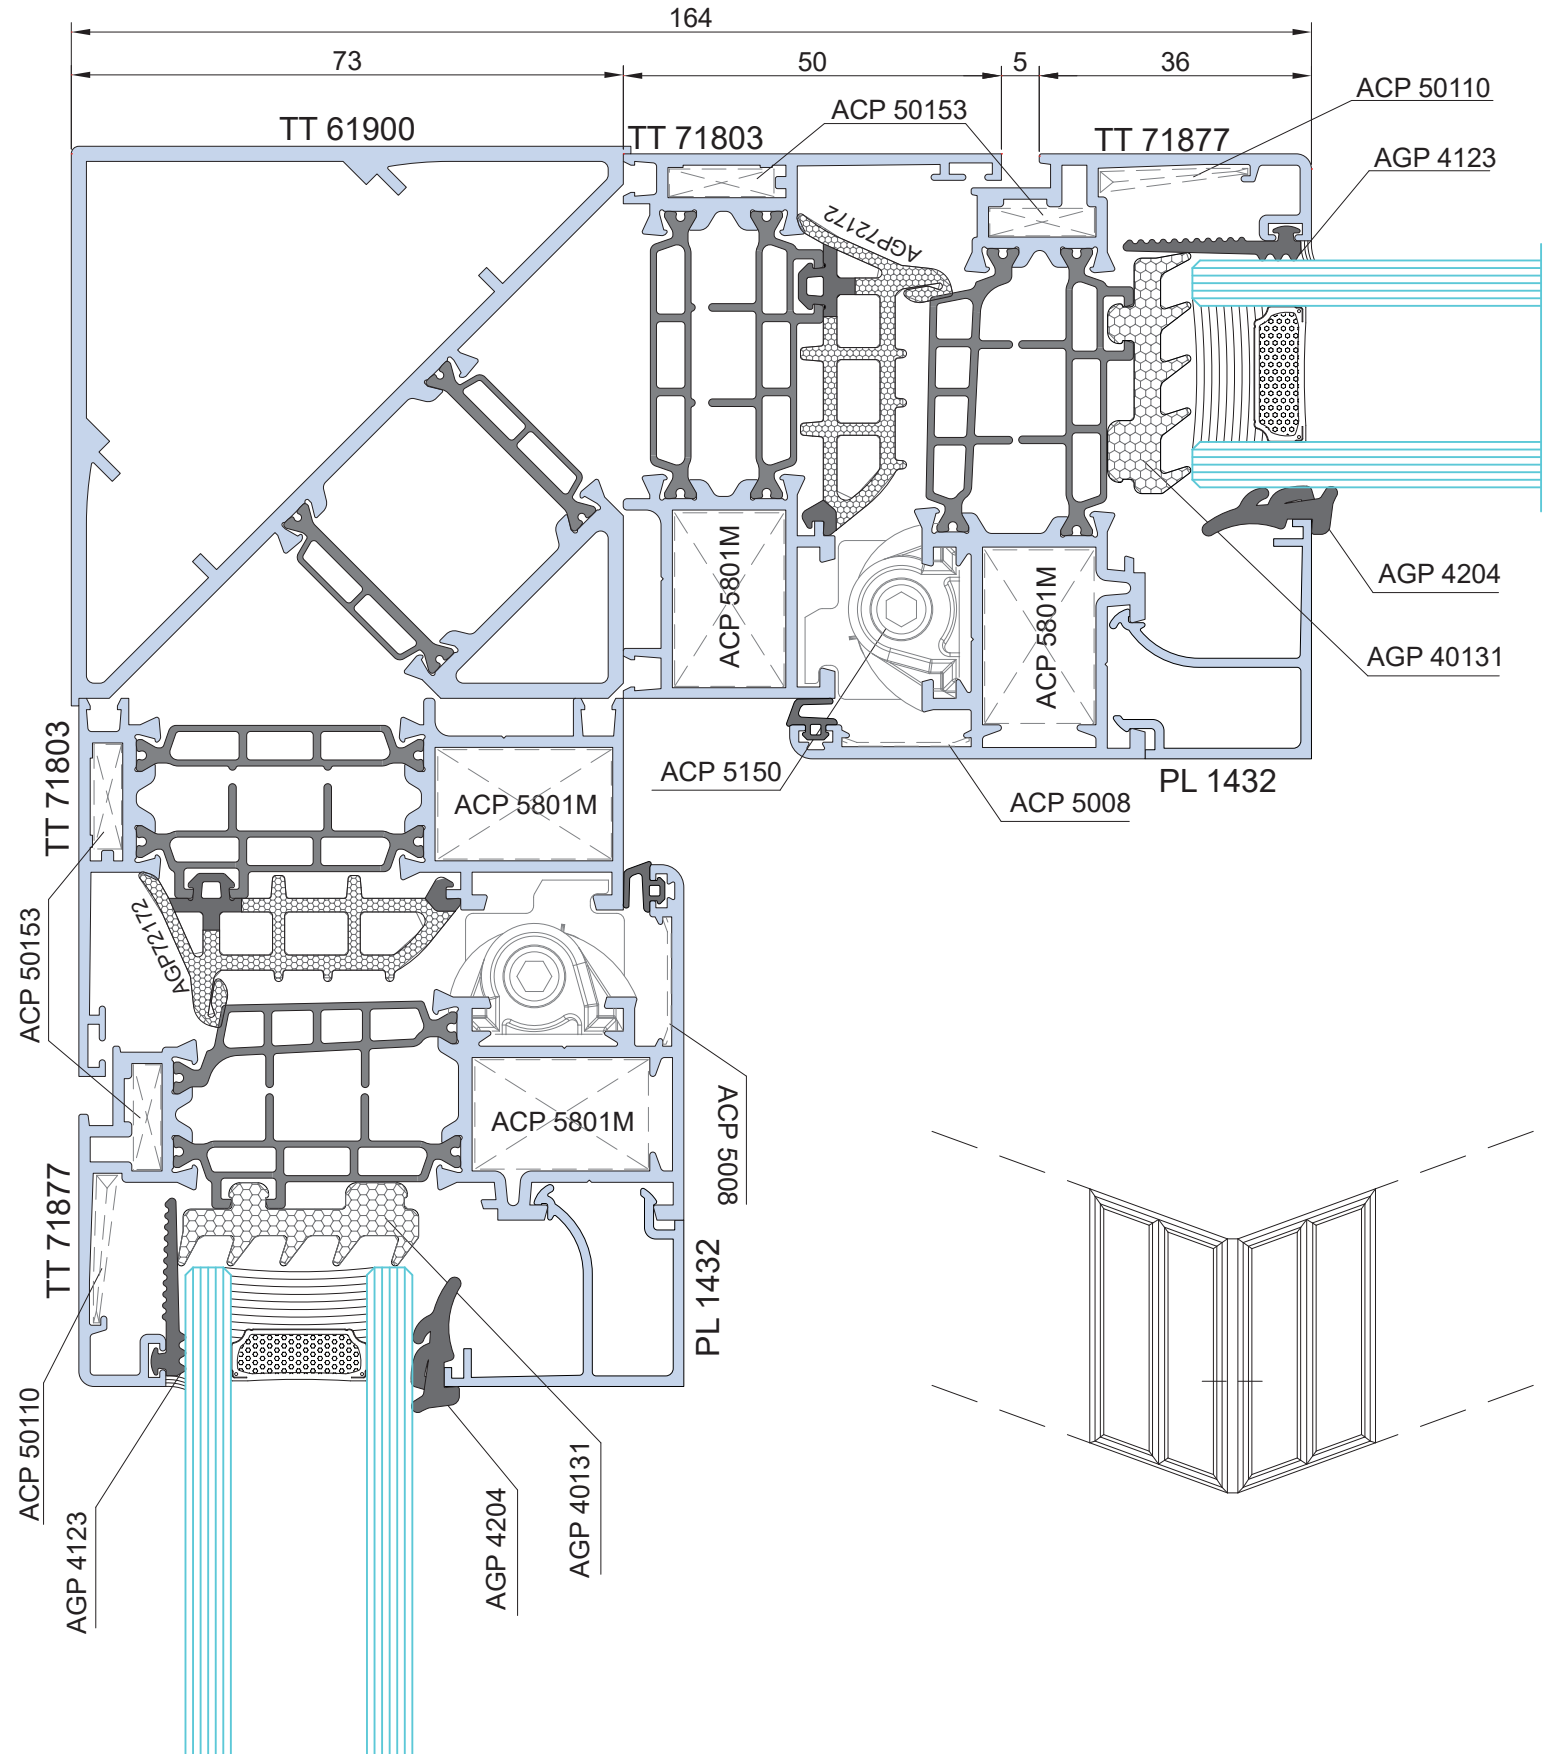 164
73
50
5
36
TT 61900
TT 71803
ACP 50153
TT 71877
ACP 50110
AGP 4123
AGP72172
ACP 5801M
ACP 5801M
AGP 4204
AGP 40131
ACP 5150
ACP 5008
PL 1432
TT 71803
ACP 5801M
ACP 50153
AGP72172
ACP 5801M
ACP 5008
TT 71877
PL 1432
ACP 50110
AGP 4123
AGP 4204
AGP 40131